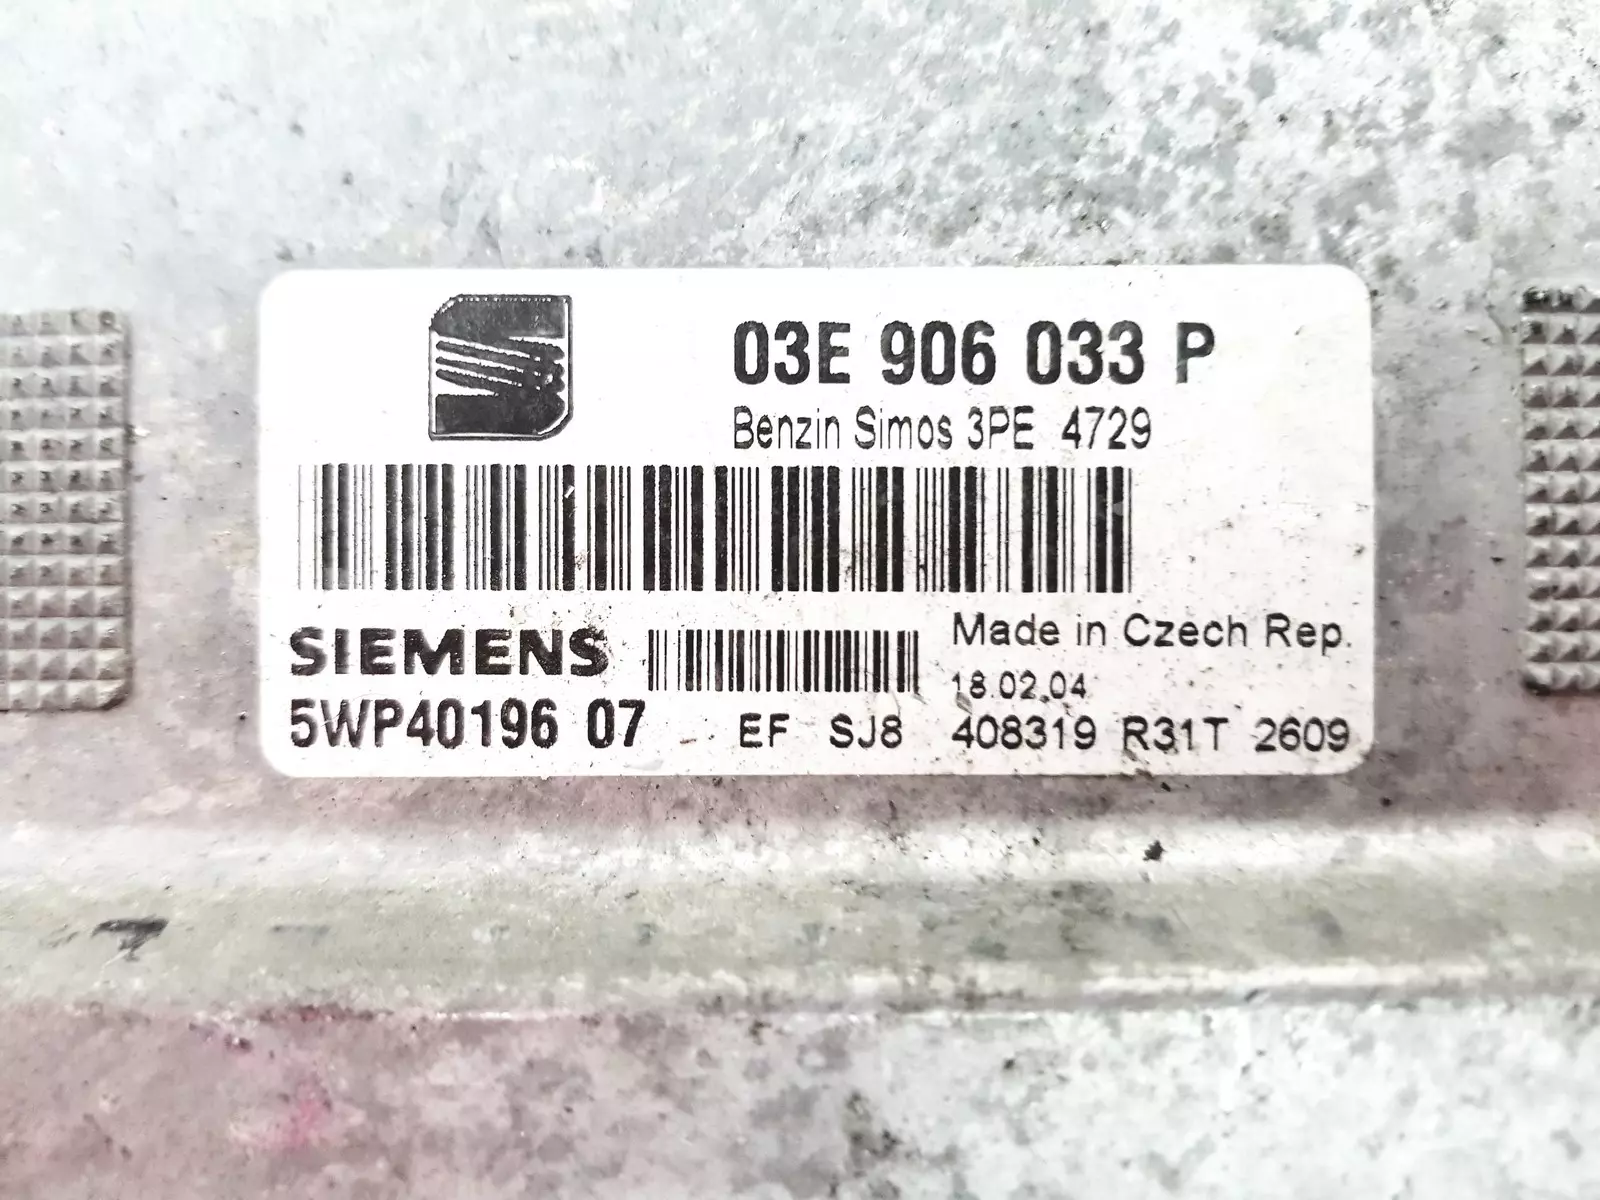 03E 906 033 P
Benzin Simos 3PE 4729
SIEMENS
Made in Czech Rep.
18.02.04
5WP40196 07 EF SJ8 408319 R31T 2609